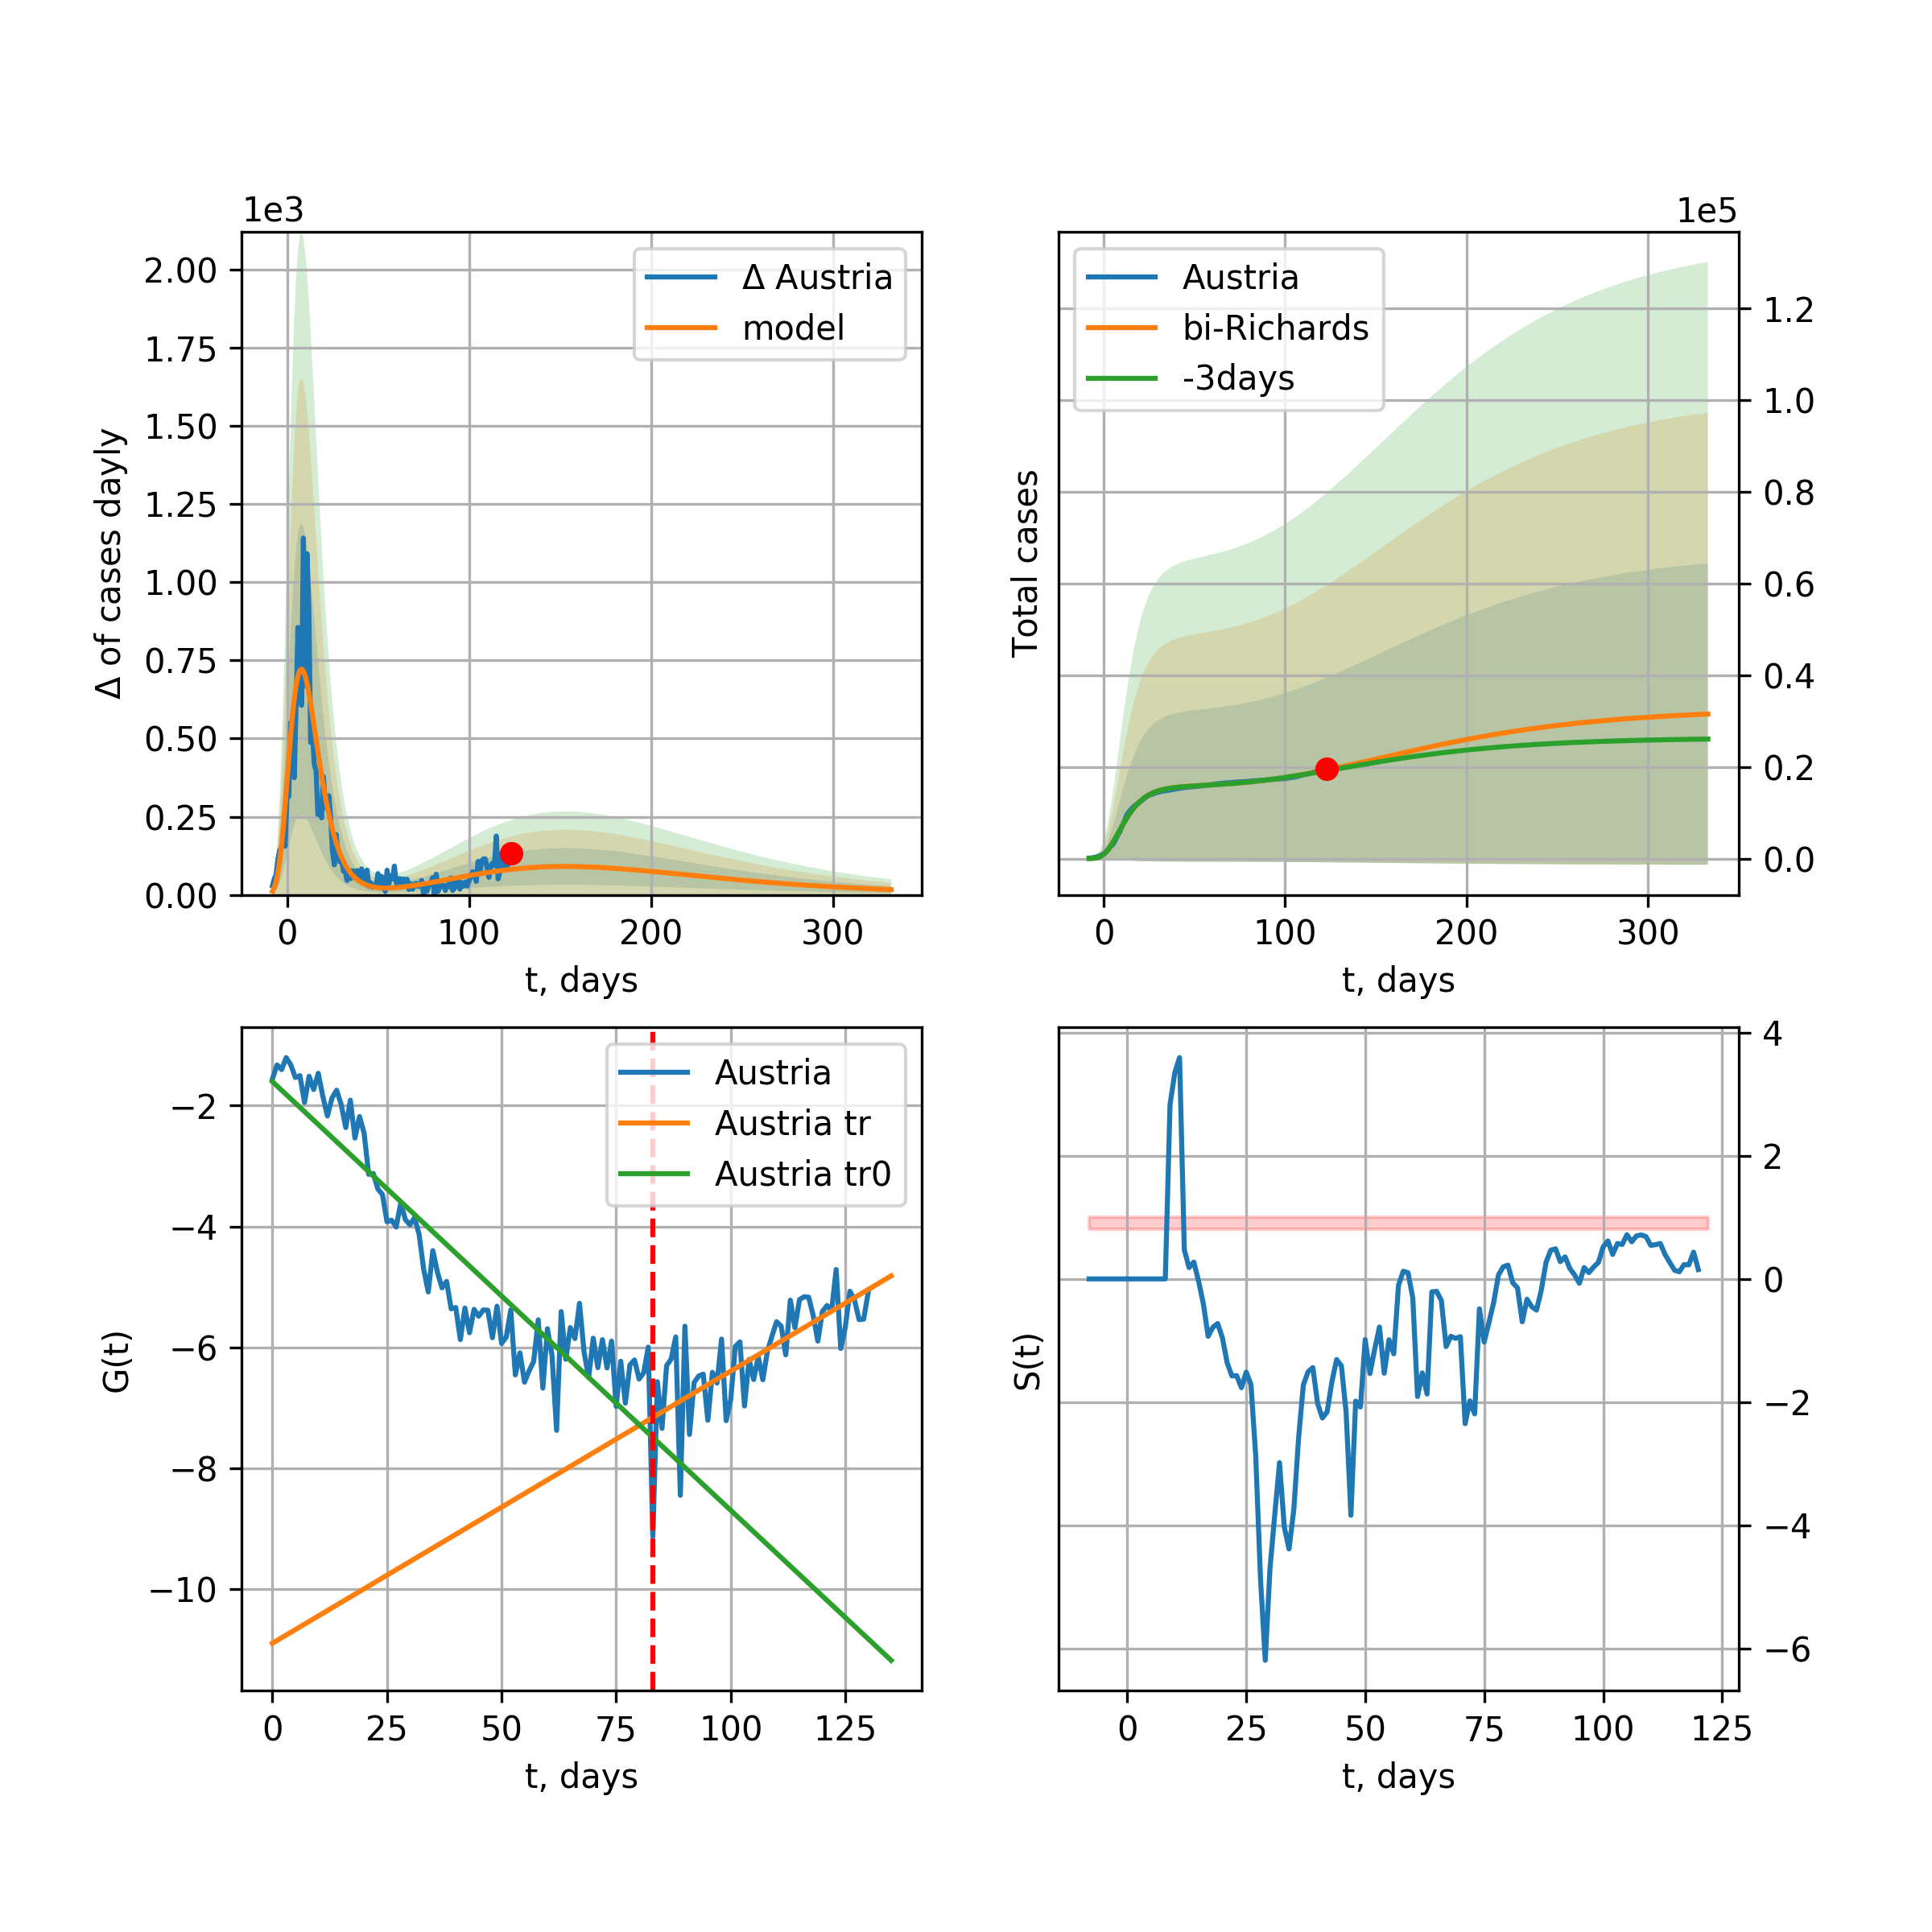 1e3
2.00
1.75
1.50
1.25
1.00
0.75
0.50
0.25
0.00
Δ of cases dayly
Δ Austria
model
0 100 200 300
t, days
1e5
Austria
bi-Richards
-3days
Total cases
1.2
1.0
0.8
0.6
0.4
0.2
0.0
0 100 200 300
t, days
−2
−4
−6
−8
−10
G(t)
Austria
Austria tr
Austria tr0
0 25 50 75 100 125
t, days
S(t)
4
2
0
−2
−4
−6
0 25 50 75 100 125
t, days